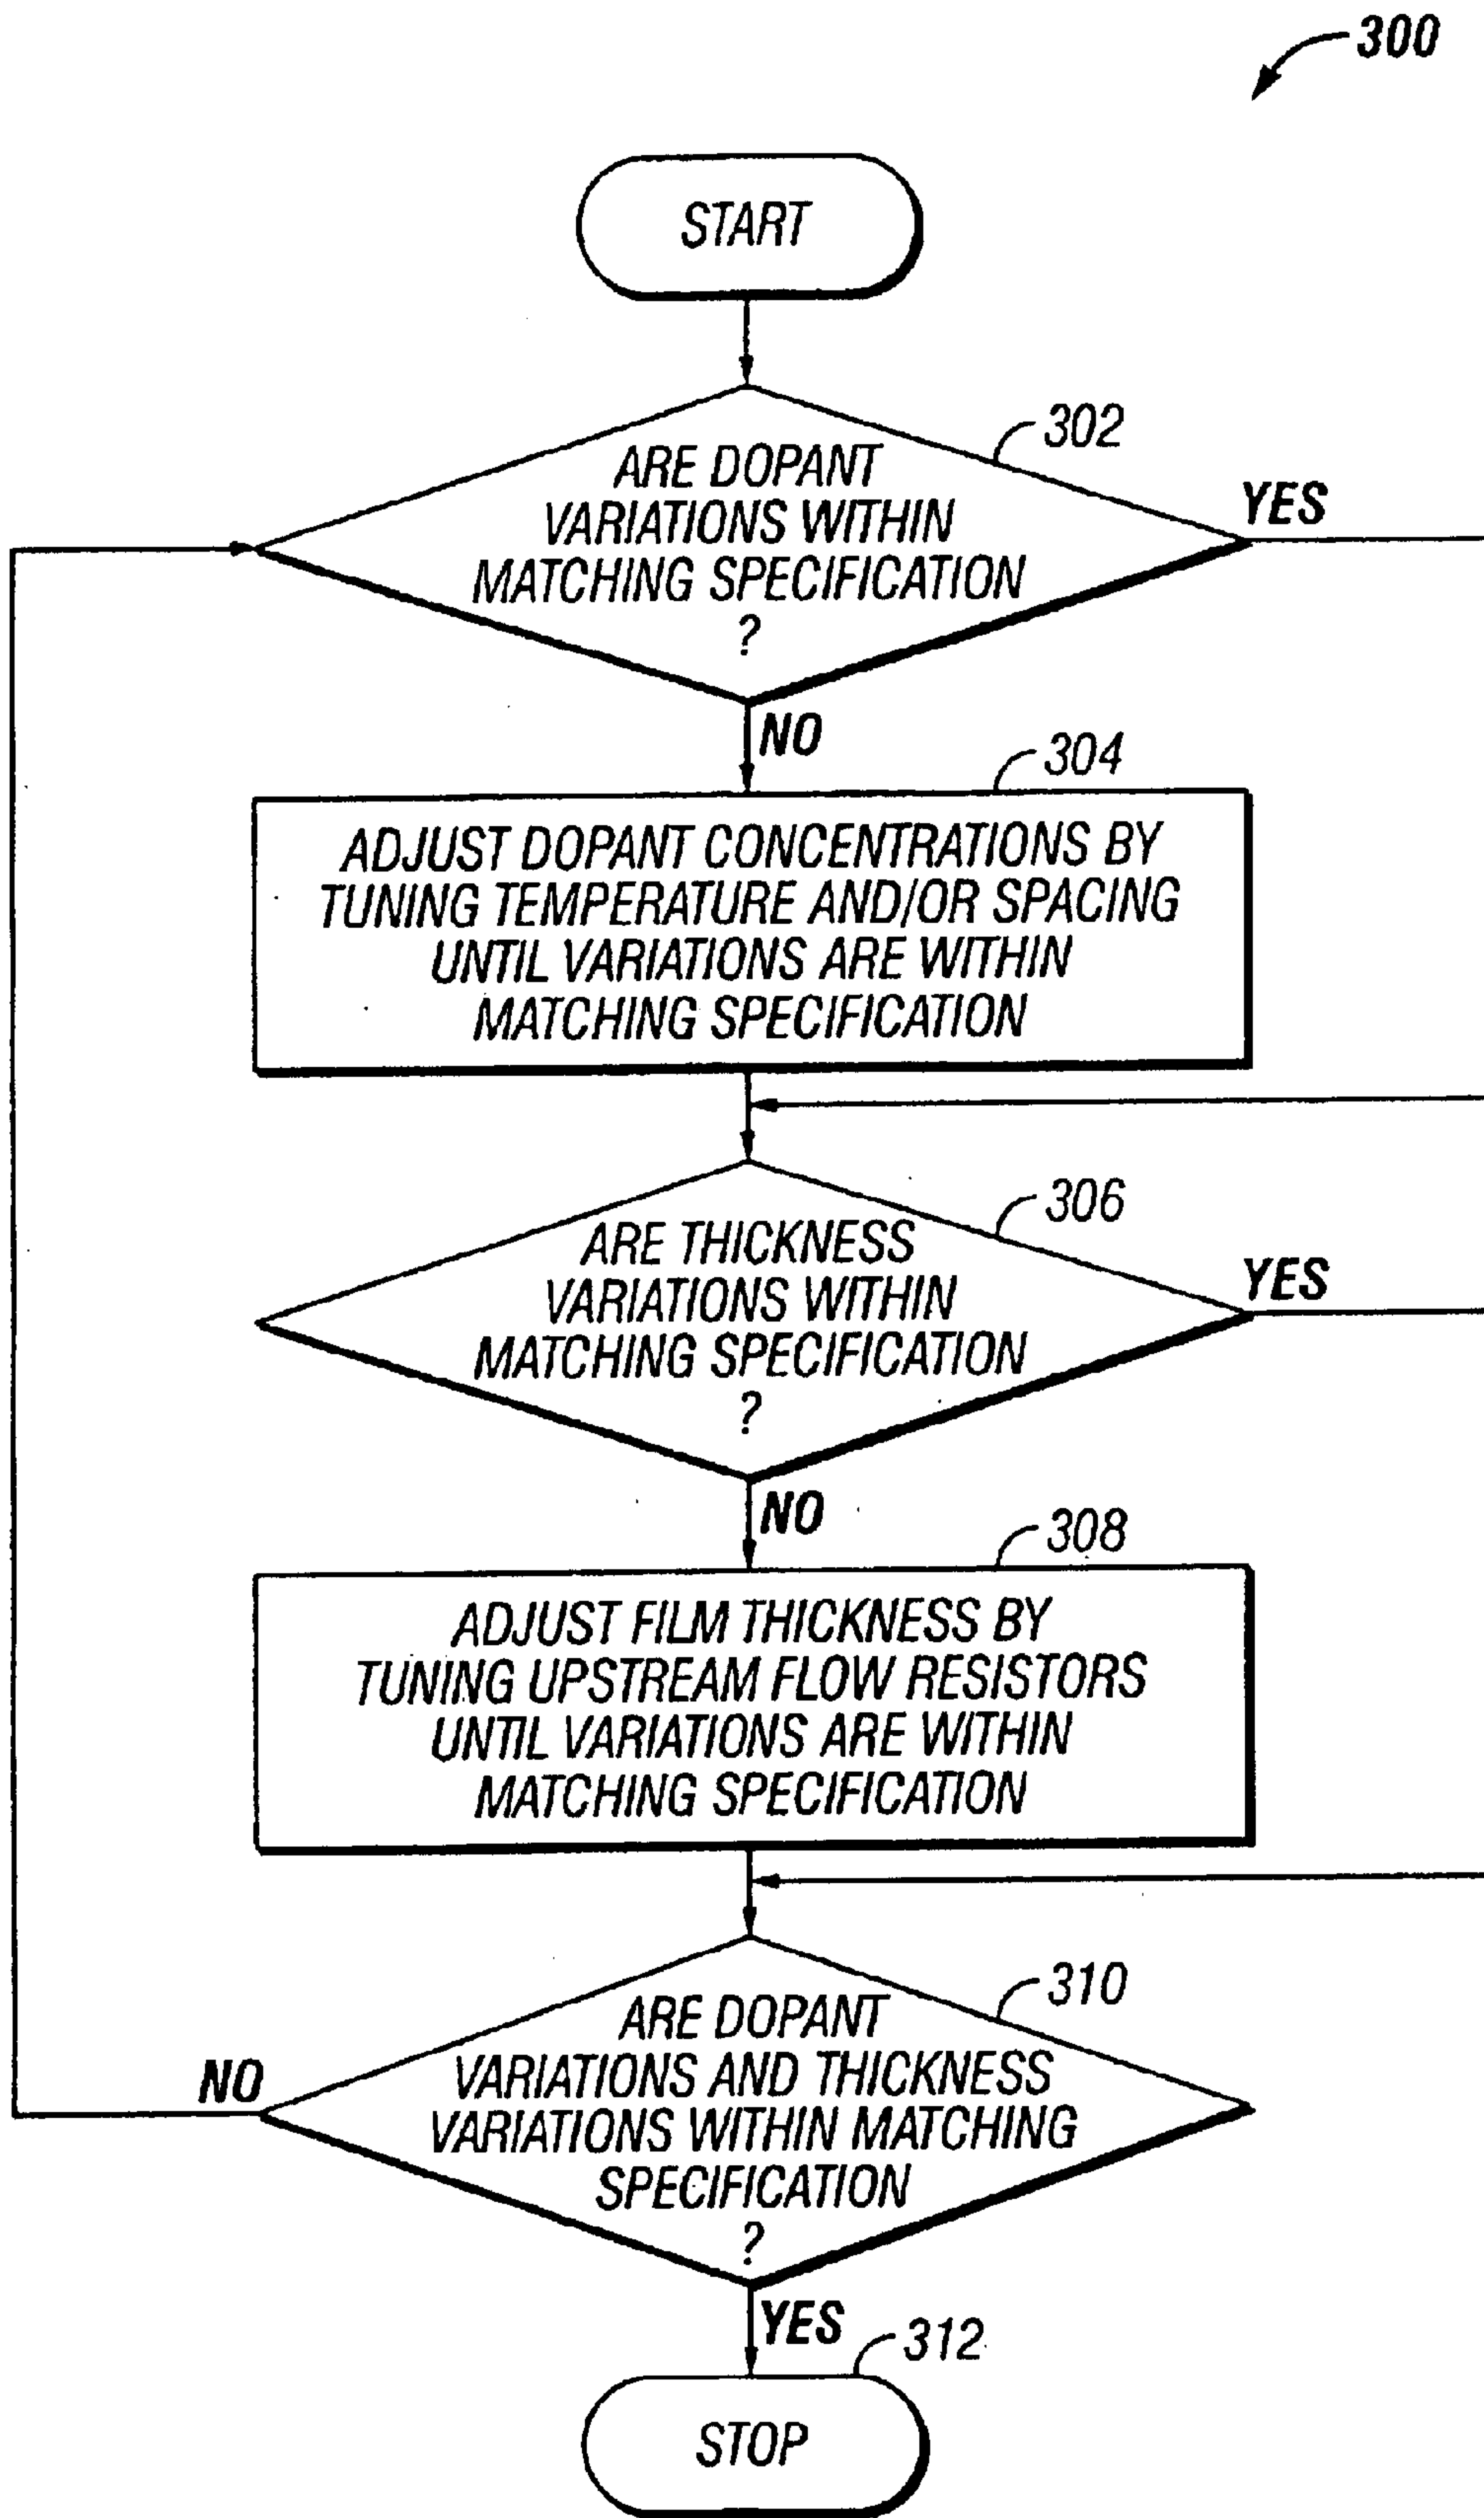 300
START
302
ARE DOPANT
VARIATIONS WITHIN
MATCHING SPECIFICATION
?
YES
NO
304
ADJUST DOPANT CONCENTRATIONS BY
TUNING TEMPERATURE AND/OR SPACING
UNTIL VARIATIONS ARE WITHIN
MATCHING SPECIFICATION
306
ARE THICKNESS
VARIATIONS WITHIN
MATCHING SPECIFICATION
?
YES
NO
308
ADJUST FILM THICKNESS BY
TUNING UPSTREAM FLOW RESISTORS
UNTIL VARIATIONS ARE WITHIN
MATCHING SPECIFICATION
310
ARE DOPANT
VARIATIONS AND THICKNESS
VARIATIONS WITHIN MATCHING
SPECIFICATION
?
NO
YES
312
STOP